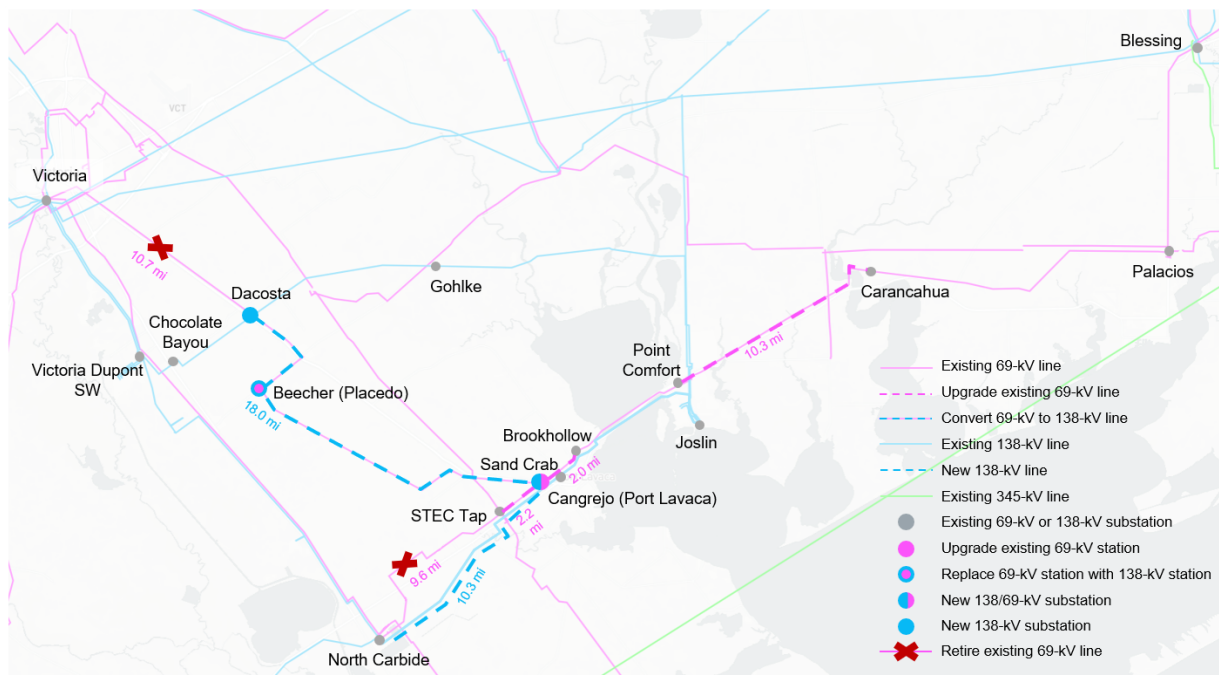 Blessing
VCT
Victoria
10.7 mi
Dacosta
Gohlke
Palacios
Carancahua
Chocolate
Bayou
Victoria Dupont
SW
Beecher (Placedo)
18.0 mi
Point
Comfort
10.3 mi
Joslin
Brookhollow
Sand Crab
2.0 mi
Cangrejo (Port Lavaca)
STEC Tap
2.2
mi
9.6 mi
10.3 mi
North Carbide
Existing 69-kV line
Upgrade existing 69-kV line
Convert 69-kV to 138-kV line
Existing 138-kV line
New 138-kV line
Existing 345-kV line
Existing 69-kV or 138-kV substation
Upgrade existing 69-kV station
Replace 69-kV station with 138-kV station
New 138/69-kV substation
New 138-kV substation
Retire existing 69-kV line